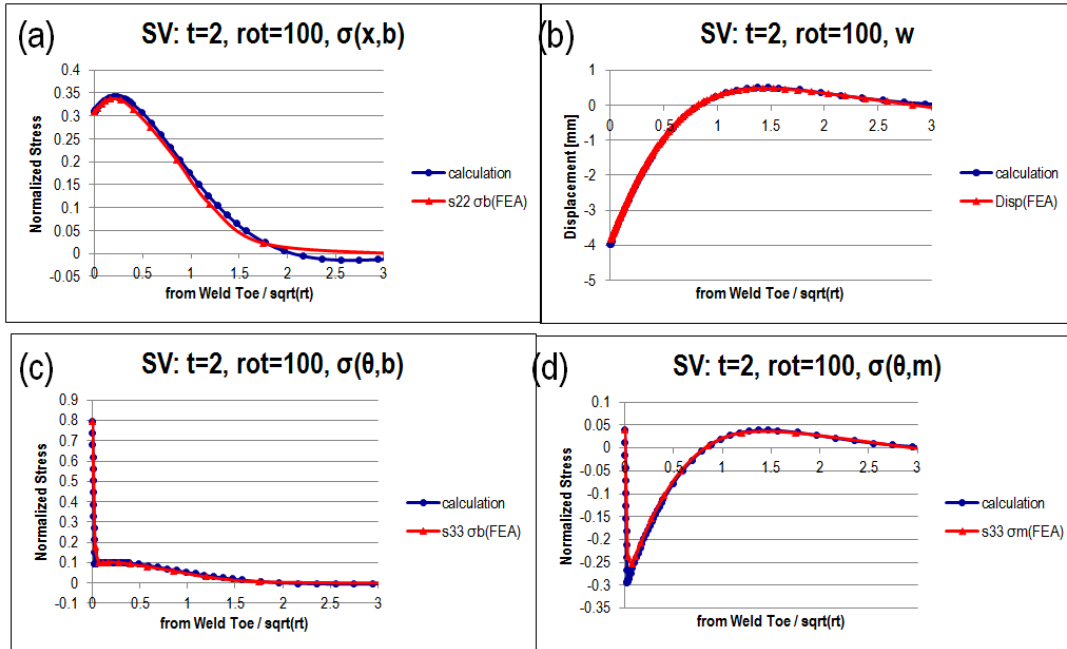 (a)
SV: t=2, rot=100, σ(x,b)
Normalized Stress
0.4
0.35
0.3
0.25
0.2
0.15
0.1
0.05
0
-0.05
0 0.5 1 1.5 2 2.5 3
from Weld Toe / sqrt(rt)
calculation
s22 σb(FEA)
(b)
SV: t=2, rot=100, w
Displacement [mm]
1
0
-1
-2
-3
-4
-5
0 0.5 1 1.5 2 2.5 3
from Weld Toe / sqrt(rt)
calculation
Disp(FEA)
(c)
SV: t=2, rot=100, σ(θ,b)
Normalized Stress
0.9
0.8
0.7
0.6
0.5
0.4
0.3
0.2
0.1
0
-0.1
0 0.5 1 1.5 2 2.5 3
from Weld Toe / sqrt(rt)
calculation
s33 σb(FEA)
(d)
SV: t=2, rot=100, σ(θ,m)
Normalized Stress
0.1
0.05
0
-0.05
-0.1
-0.15
-0.2
-0.25
-0.3
-0.35
0 0.5 1 1.5 2 2.5 3
from Weld Toe / sqrt(rt)
calculation
s33 σm(FEA)